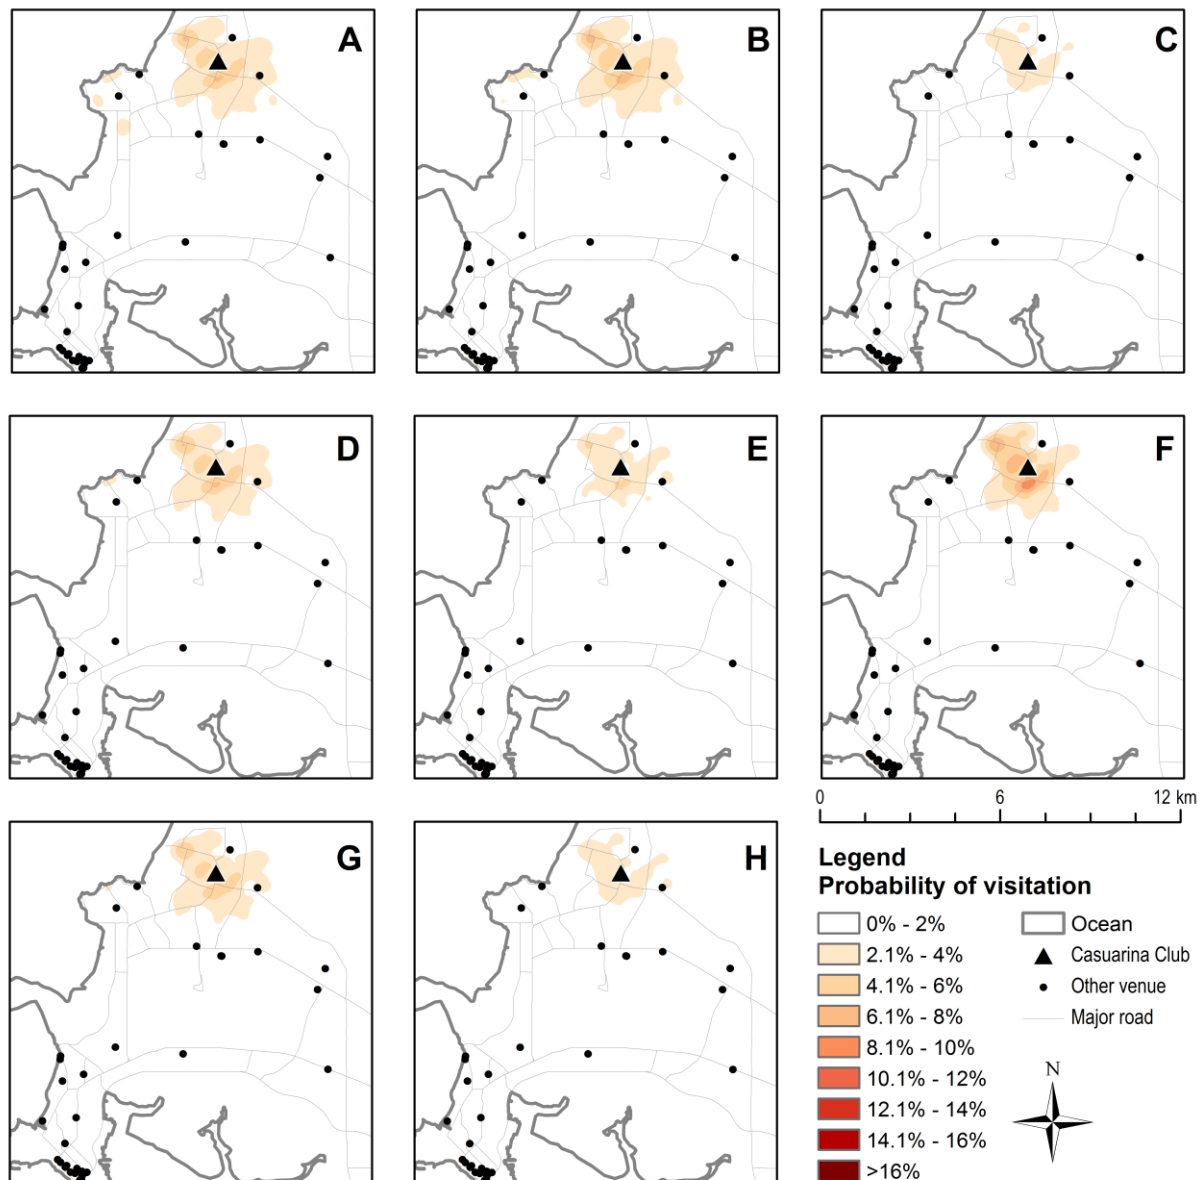 A
B
C
D
E
F
0 6 12 km
G
H
Legend
Probability of visitation
0% - 2%
2.1% - 4%
4.1% - 6%
6.1% - 8%
8.1% - 10%
10.1% - 12%
12.1% - 14%
14.1% - 16%
>16%
Ocean
Casuarina Club
Other venue
Major road
N